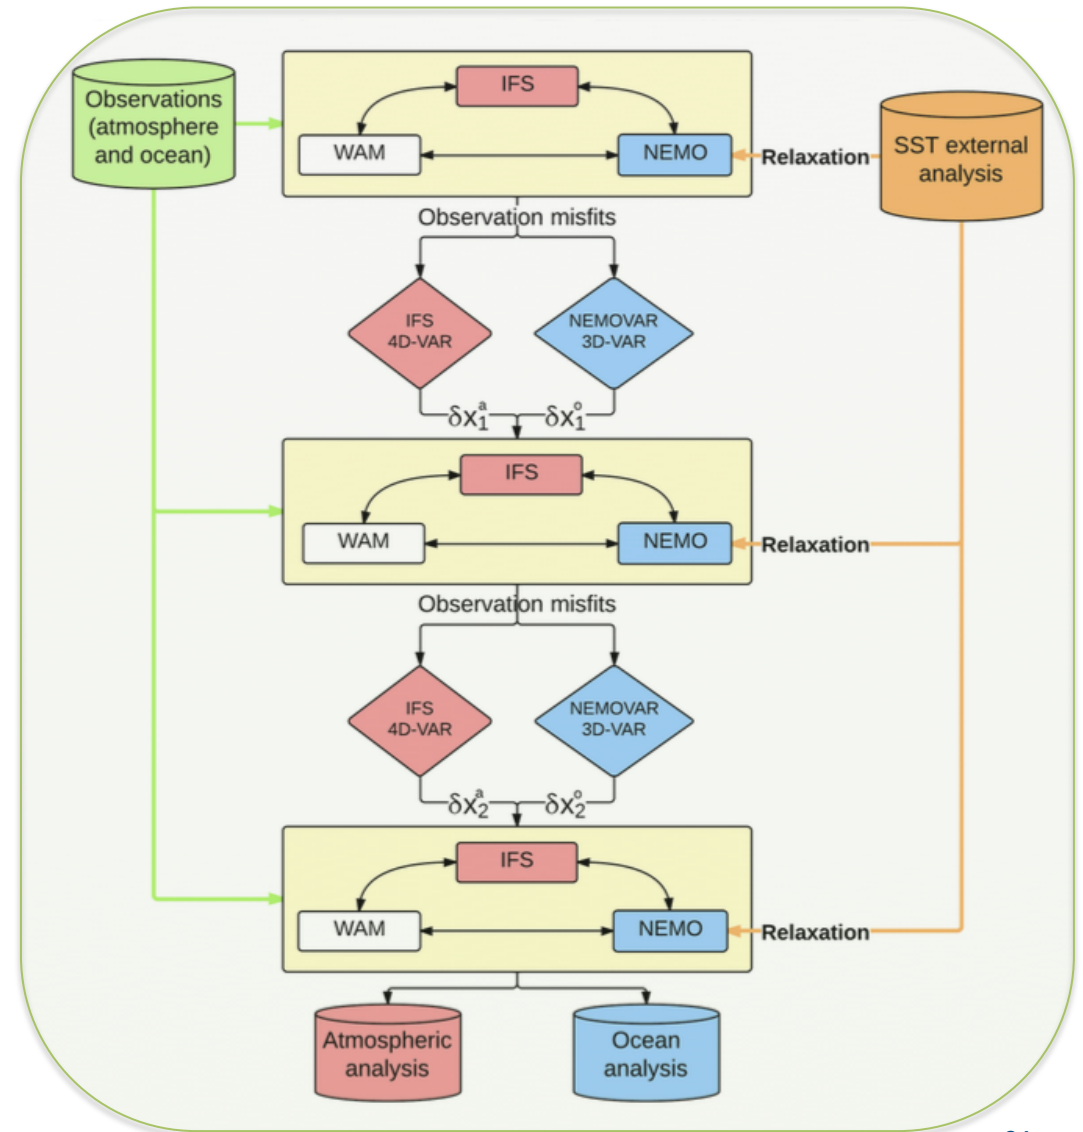 Observations
(atmosphere
and ocean)
IFS
WAM
NEMO
Relaxation
SST external
analysis
Observation misfits
IFS
4D-VAR
NEMOVAR
3D-VAR
δx₁ᵃ
δx₁ᵒ
IFS
WAM
NEMO
Relaxation
Observation misfits
IFS
4D-VAR
NEMOVAR
3D-VAR
δx₂ᵃ
δx₂ᵒ
IFS
WAM
NEMO
Relaxation
Atmospheric
analysis
Ocean
analysis